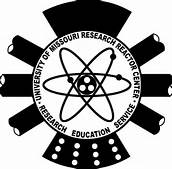 • UNIVERSITY OF MISSOURI RESEARCH REACTOR CENTER •
RESEARCH EDUCATION SERVICE